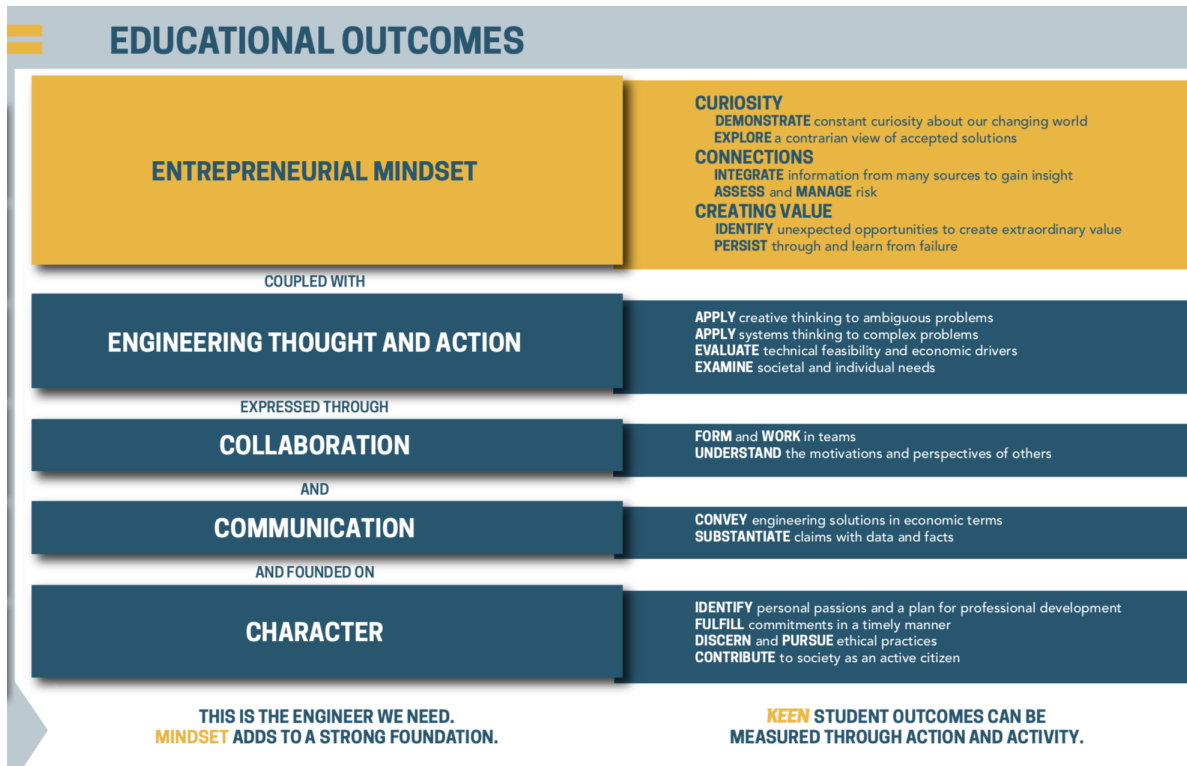 EDUCATIONAL OUTCOMES
ENTREPRENEURIAL MINDSET
CURIOSITY
DEMONSTRATE constant curiosity about our changing world
EXPLORE a contrarian view of accepted solutions
CONNECTIONS
INTEGRATE information from many sources to gain insight
ASSESS and MANAGE risk
CREATING VALUE
IDENTIFY unexpected opportunities to create extraordinary value
PERSIST through and learn from failure
COUPLED WITH
ENGINEERING THOUGHT AND ACTION
APPLY creative thinking to ambiguous problems
APPLY systems thinking to complex problems
EVALUATE technical feasibility and economic drivers
EXAMINE societal and individual needs
EXPRESSED THROUGH
COLLABORATION
FORM and WORK in teams
UNDERSTAND the motivations and perspectives of others
AND
COMMUNICATION
CONVEY engineering solutions in economic terms
SUBSTANTIATE claims with data and facts
AND FOUNDED ON
CHARACTER
IDENTIFY personal passions and a plan for professional development
FULFILL commitments in a timely manner
DISCERN and PURSUE ethical practices
CONTRIBUTE to society as an active citizen
THIS IS THE ENGINEER WE NEED.
MINDSET ADDS TO A STRONG FOUNDATION.
KEEN STUDENT OUTCOMES CAN BE
MEASURED THROUGH ACTION AND ACTIVITY.